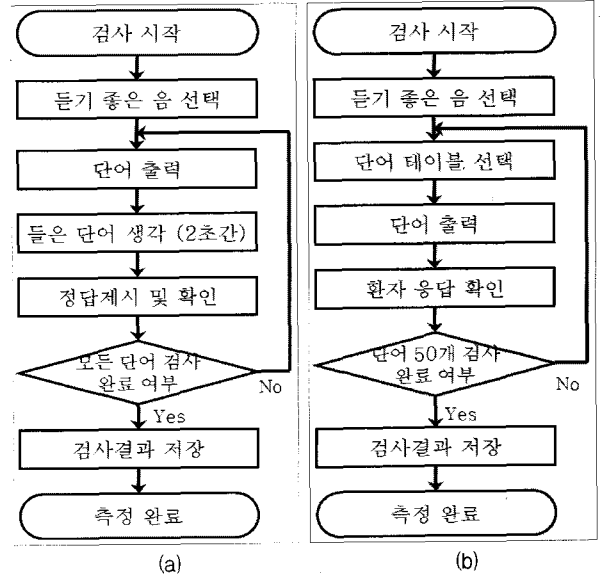 검사 시작
듣기 좋은 음 선택
단어 출력
들은 단어 생각 (2초간)
정답제시 및 확인
모든 단어 검사
완료 여부
No
Yes
검사결과 저장
측정 완료
(a)
검사 시작
듣기 좋은 음 선택
단어 테이블 선택
단어 출력
환자 응답 확인
단어 50개 검사
완료 여부
No
Yes
검사결과 저장
측정 완료
(b)